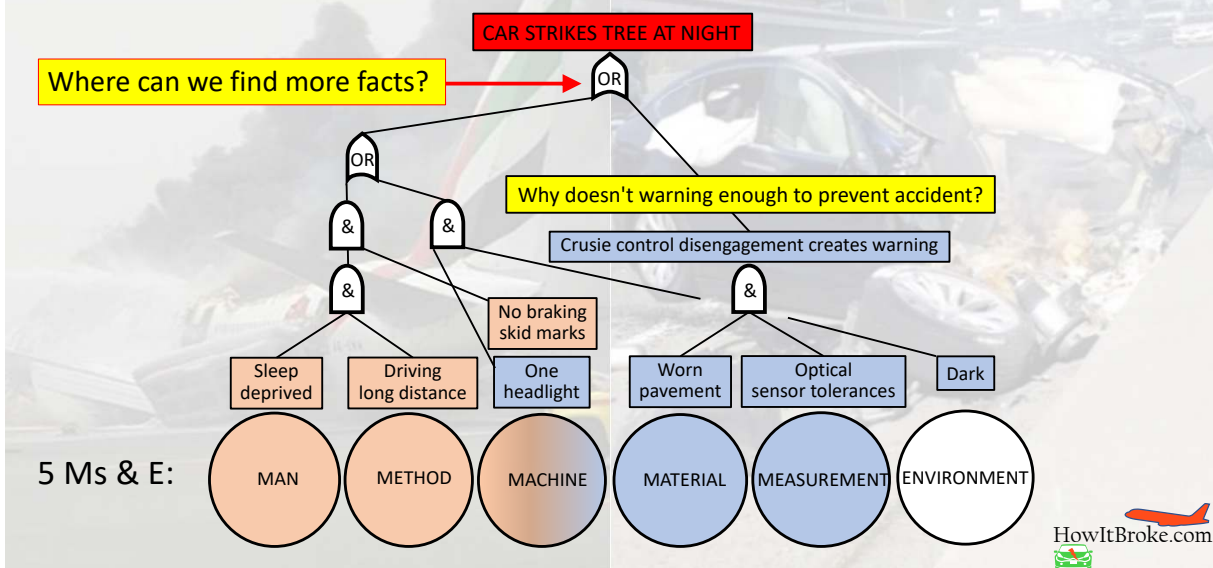 CAR STRIKES TREE AT NIGHT
Where can we find more facts?
OR
OR
Why doesn't warning enough to prevent accident?
&
&
Crusie control disengagement creates warning
&
&
No braking
skid marks
Sleep
deprived
Driving
long distance
One
headlight
Worn
pavement
Optical
sensor tolerances
Dark
5 Ms & E:
MAN
METHOD
MACHINE
MATERIAL
MEASUREMENT
ENVIRONMENT
HowItBroke.com